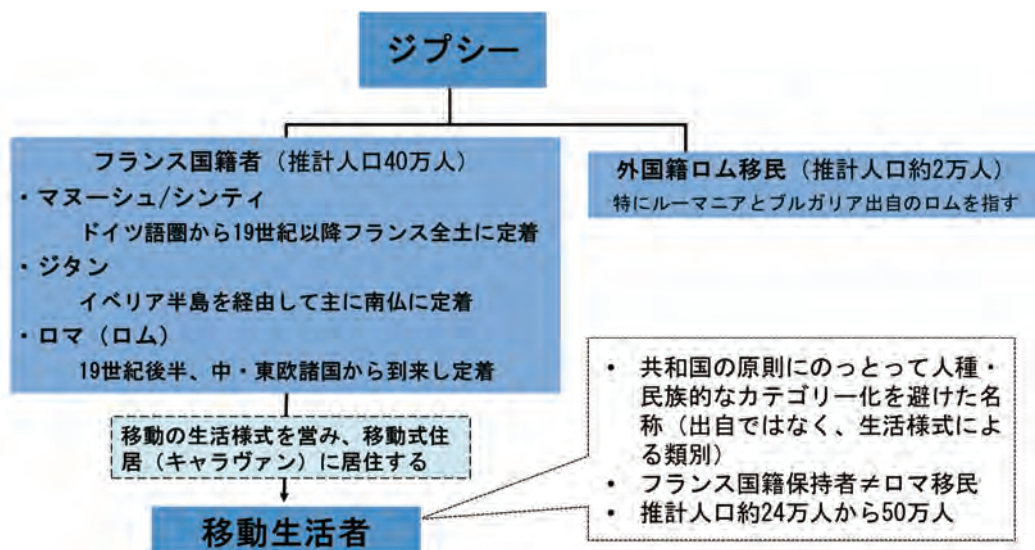 ジプシー
フランス国籍者（推計人口40万人）
・マヌーシュ/シンティ
ドイツ語圏から19世紀以降フランス全土に定着
・ジタン
イベリア半島を経由して主に南仏に定着
・ロマ（ロム）
19世紀後半、中・東欧諸国から到来し定着
外国籍ロム移民（推計人口約2万人）
特にルーマニアとブルガリア出自のロムを指す
移動の生活様式を営み、移動式住
居（キャラヴァン）に居住する
移動生活者
• 共和国の原則にのっとって人種・
民族的なカテゴリー化を避けた名
称（出自ではなく、生活様式によ
る類別）
• フランス国籍保持者≠ロマ移民
• 推計人口約24万人から50万人